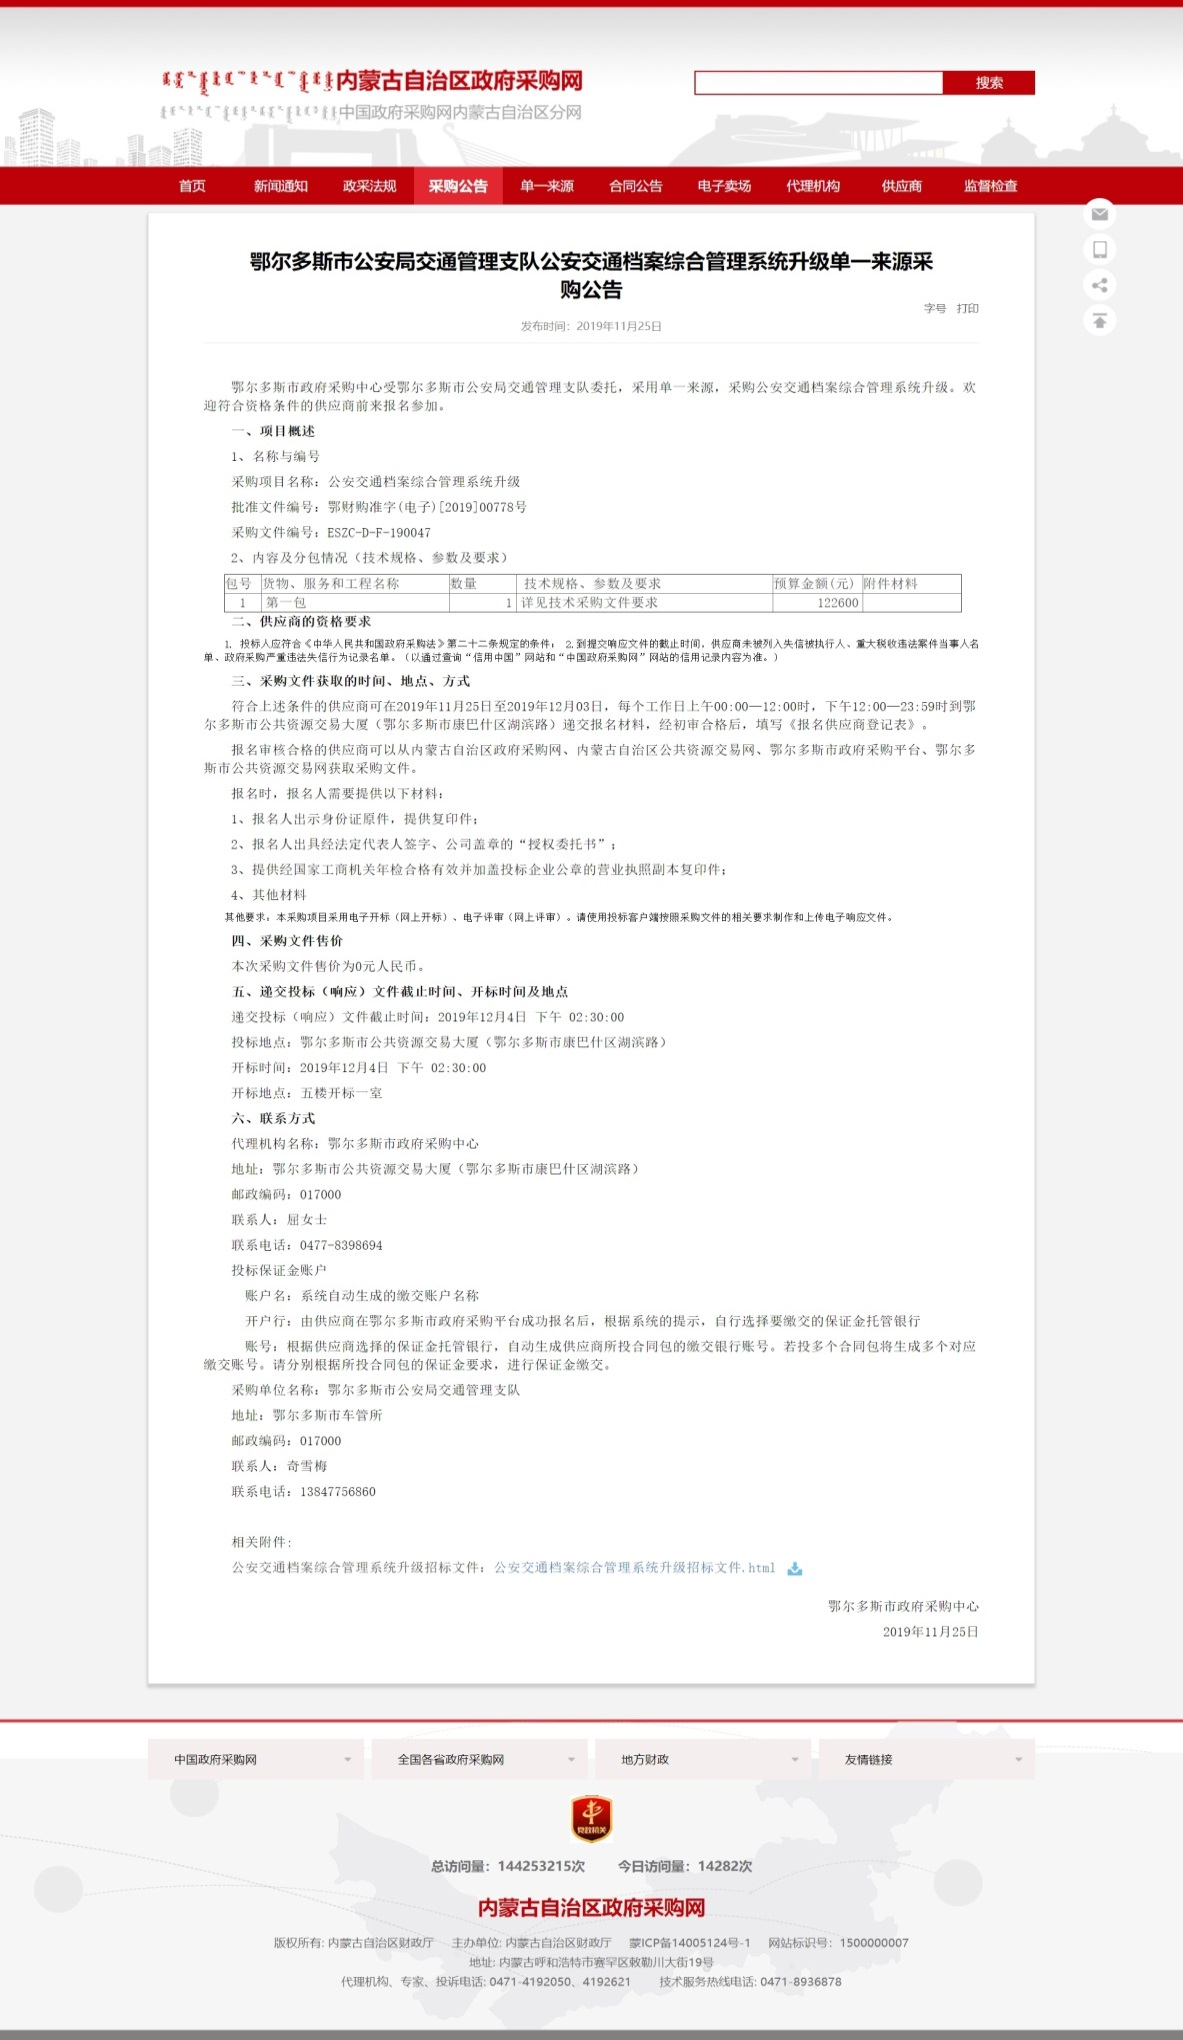 内蒙古自治区政府采购网
中国政府采购网内蒙古自治区分网
搜索
首页 新闻通知 政采法规 采购公告 单一来源 合同公告 电子卖场 代理机构 供应商 监督检查
鄂尔多斯市公安局交通管理支队公安交通档案综合管理系统升级单一来源采
购公告
字号 打印
发布时间：2019年11月25日
鄂尔多斯市政府采购中心受鄂尔多斯市公安局交通管理支队委托，采用单一来源，采购公安交通档案综合管理系统升级。欢
迎符合资格条件的供应商前来报名参加。
一、项目概述
1、名称与编号
采购项目名称：公安交通档案综合管理系统升级
批准文件编号：鄂财购准字(电子)[2019]00778号
采购文件编号：ESZC-D-F-190047
2、内容及分包情况（技术规格、参数及要求）
包号 货物、服务和工程名称 数量 技术规格、参数及要求 预算金额(元) 附件材料
1 第一包 1 详见技术采购文件要求 122600
二、供应商的资格要求
1. 投标人应符合《中华人民共和国政府采购法》第二十二条规定的条件； 2.到提交响应文件的截止时间，供应商未被列入失信被执行人、重大税收违法案件当事人名
单、政府采购严重违法失信行为记录名单。（以通过查询“信用中国”网站和“中国政府采购网”网站的信用记录内容为准。）
三、采购文件获取的时间、地点、方式
符合上述条件的供应商可在2019年11月25日至2019年12月03日，每个工作日上午00:00—12:00时，下午12:00—23:59时到鄂
尔多斯市公共资源交易大厦（鄂尔多斯市康巴什区湖滨路）递交报名材料，经初审合格后，填写《报名供应商登记表》。
报名审核合格的供应商可以从内蒙古自治区政府采购网、内蒙古自治区公共资源交易网、鄂尔多斯市政府采购平台、鄂尔多
斯市公共资源交易网获取采购文件。
报名时，报名人需要提供以下材料：
1、报名人出示身份证原件，提供复印件；
2、报名人出具经法定代表人签字、公司盖章的“授权委托书”；
3、提供经国家工商机关年检合格有效并加盖投标企业公章的营业执照副本复印件；
4、其他材料
其他要求：本采购项目采用电子开标（网上开标）、电子评审（网上评审）。请使用投标客户端按照采购文件的相关要求制作和上传电子响应文件。
四、采购文件售价
本次采购文件售价为0元人民币。
五、递交投标（响应）文件截止时间、开标时间及地点
递交投标（响应）文件截止时间：2019年12月4日 下午 02:30:00
投标地点：鄂尔多斯市公共资源交易大厦（鄂尔多斯市康巴什区湖滨路）
开标时间：2019年12月4日 下午 02:30:00
开标地点：五楼开标一室
六、联系方式
代理机构名称：鄂尔多斯市政府采购中心
地址：鄂尔多斯市公共资源交易大厦（鄂尔多斯市康巴什区湖滨路）
邮政编码：017000
联系人：屈女士
联系电话：0477-8398694
投标保证金账户
账户名：系统自动生成的缴交账户名称
开户行：由供应商在鄂尔多斯市政府采购平台成功报名后，根据系统的提示，自行选择要缴交的保证金托管银行
账号：根据供应商选择的保证金托管银行，自动生成供应商所投合同包的缴交银行账号。若投多个合同包将生成多个对应
缴交账号。请分别根据所投合同包的保证金要求，进行保证金缴交。
采购单位名称：鄂尔多斯市公安局交通管理支队
地址：鄂尔多斯市车管所
邮政编码：017000
联系人：奇雪梅
联系电话：13847756860
相关附件：
公安交通档案综合管理系统升级招标文件：公安交通档案综合管理系统升级招标文件.html
鄂尔多斯市政府采购中心
2019年11月25日
中国政府采购网 全国各省政府采购网 地方财政 友情链接
党政机关
总访问量：144253215次 今日访问量：14282次
内蒙古自治区政府采购网
版权所有: 内蒙古自治区财政厅 主办单位: 内蒙古自治区财政厅 蒙ICP备14005124号-1 网站标识号：1500000007
地址: 内蒙古呼和浩特市赛罕区敕勒川大街19号
代理机构、专家、投诉电话: 0471-4192050、4192621 技术服务热线电话: 0471-8936878